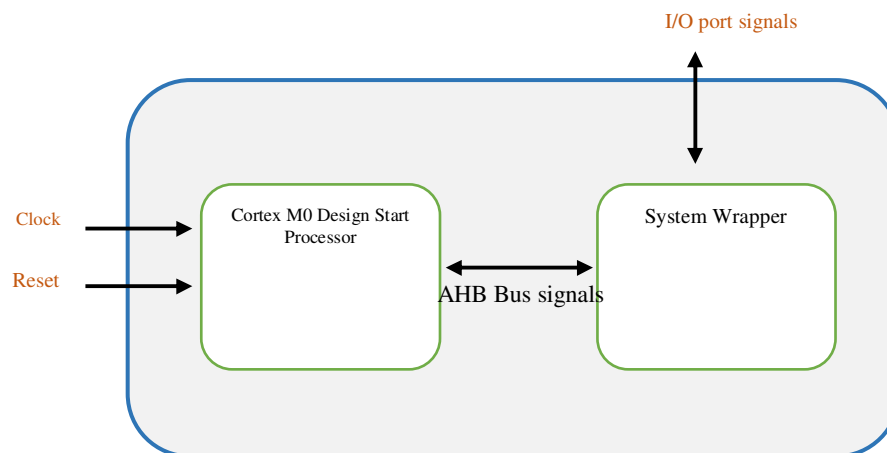 I/O port signals
Clock
Reset
Cortex M0 Design Start
Processor
System Wrapper
AHB Bus signals